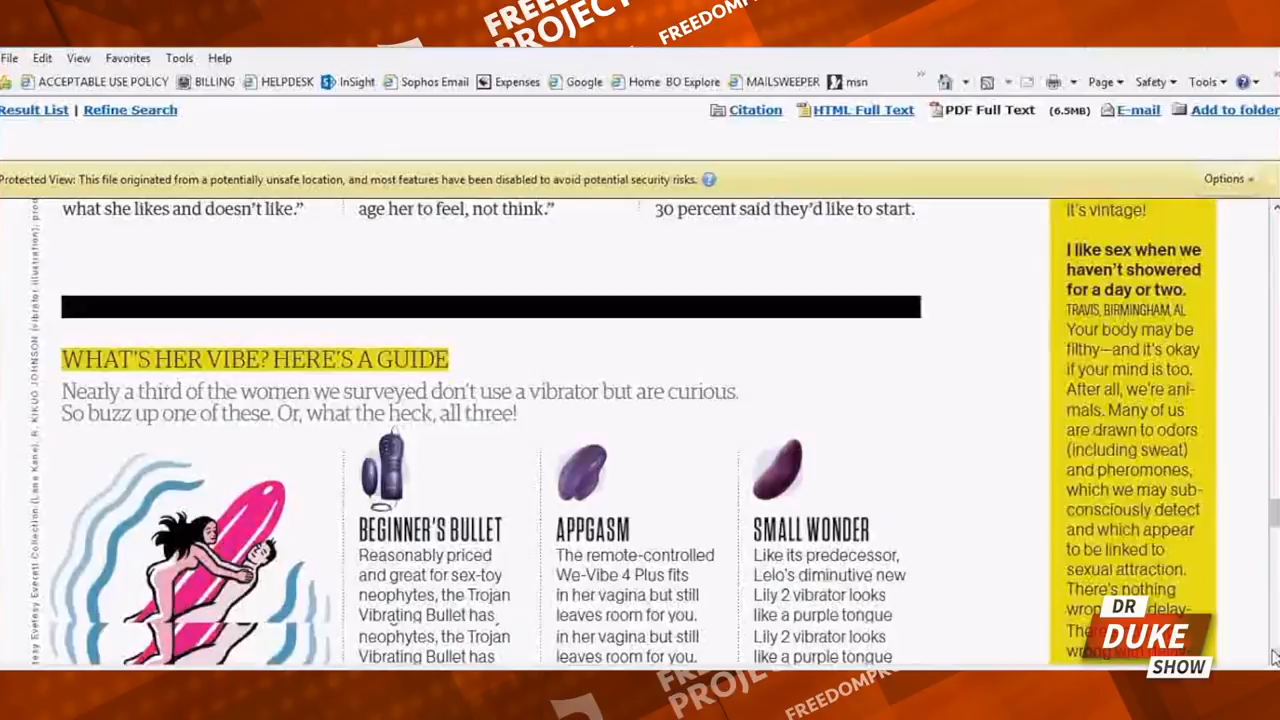 FREEDOM
PROJECT
FREEDOMPRO
File Edit View Favorites Tools Help
ACCEPTABLE USE POLICY BILLING HELPDESK InSight Sophos Email Expenses Google Home BO Explore MAILSWEEPER msn
Page Safety Tools
Result List | Refine Search
Citation HTML Full Text PDF Full Text (6.5MB) E-mail Add to folder
Protected View: This file originated from a potentially unsafe location, and most features have been disabled to avoid potential security risks.
Options
what she likes and doesn't like.”
age her to feel, not think.”
30 percent said they'd like to start.
WHAT'S HER VIBE? HERE'S A GUIDE
Nearly a third of the women we surveyed don't use a vibrator but are curious.
So buzz up one of these. Or, what the heck, all three!
BEGINNER'S BULLET
Reasonably priced
and great for sex-toy
neophytes, the Trojan
Vibrating Bullet has
neophytes, the Trojan
Vibrating Bullet has
APPGASM
The remote-controlled
We-Vibe 4 Plus fits
in her vagina but still
leaves room for you.
in her vagina but still
leaves room for you.
SMALL WONDER
Like its predecessor,
Lelo's diminutive new
Lily 2 vibrator looks
like a purple tongue
Lily 2 vibrator looks
like a purple tongue
It's vintage!
I like sex when we
haven't showered
for a day or two.
TRAVIS, BIRMINGHAM, AL
Your body may be
filthy—and it's okay
if your mind is too.
After all, we're ani-
mals. Many of us
are drawn to odors
(including sweat)
and pheromones,
which we may sub-
consciously detect
and which appear
to be linked to
sexual attraction.
There's nothing
DR
DUKE
SHOW
FREEDOMPRO